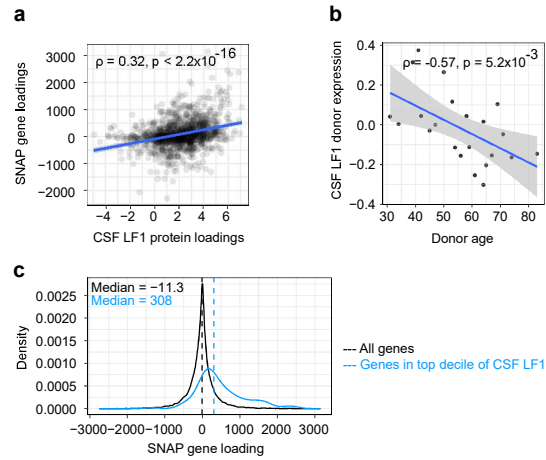 a
ρ = 0.32, p < 2.2x10-16
SNAP gene loadings
3000
2000
1000
0
−1000
−2000
−4 −2 0 2 4 6
CSF LF1 protein loadings
b
ρ = -0.57, p = 5.2x10-3
CSF LF1 donor expression
0.4
0.2
0.0
−0.2
−0.4
30 40 50 60 70 80
Donor age
c
Median = −11.3
Median = 308
Density
0.0025
0.0020
0.0015
0.0010
0.0005
0.0000
−3000 −2000 −1000 0 1000 2000 3000
SNAP gene loading
All genes
Genes in top decile of CSF LF1